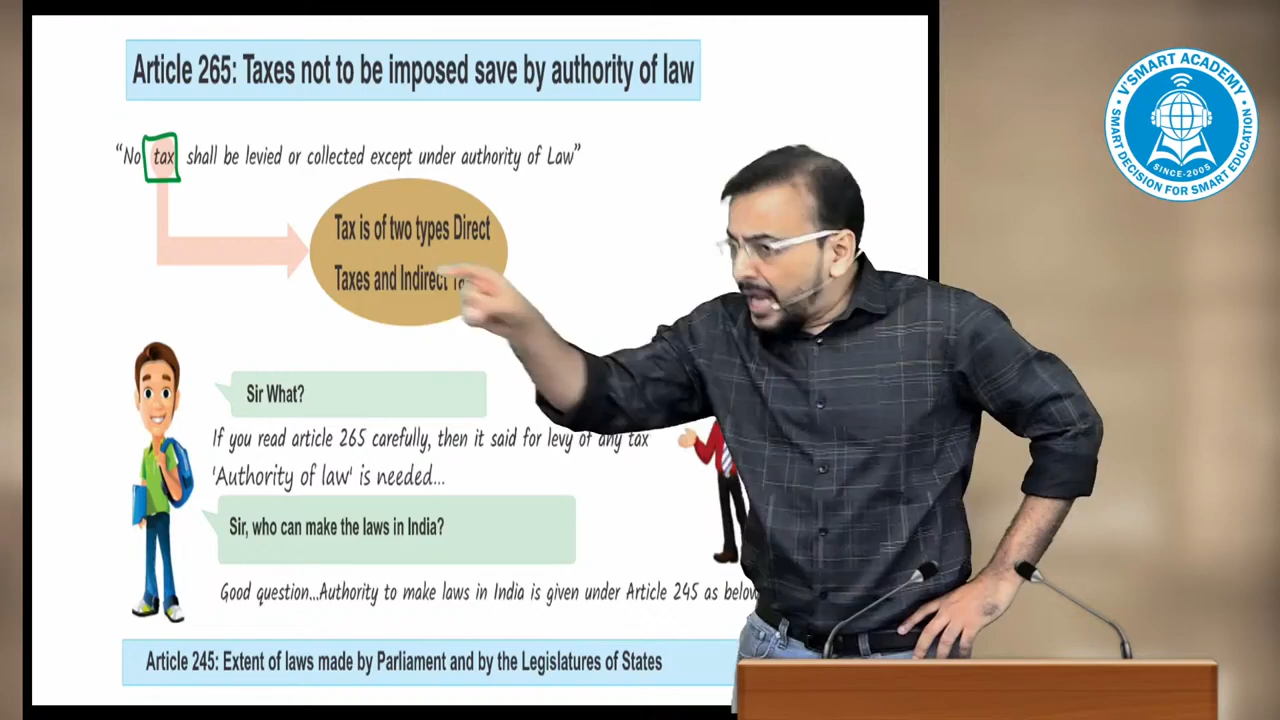 Article 265: Taxes not to be imposed save by authority of law
“No tax shall be levied or collected except under authority of Law”
Tax is of two types Direct
Taxes and Indirect
Sir What?
If you read article 265 carefully, then it said for levy of any tax
'Authority of law' is needed...
Sir, who can make the laws in India?
Good question...Authority to make laws in India is given under Article 245 as below
Article 245: Extent of laws made by Parliament and by the Legislatures of States
V'SMART ACADEMY
SMART DECISION FOR SMART EDUCATION
SINCE-2005